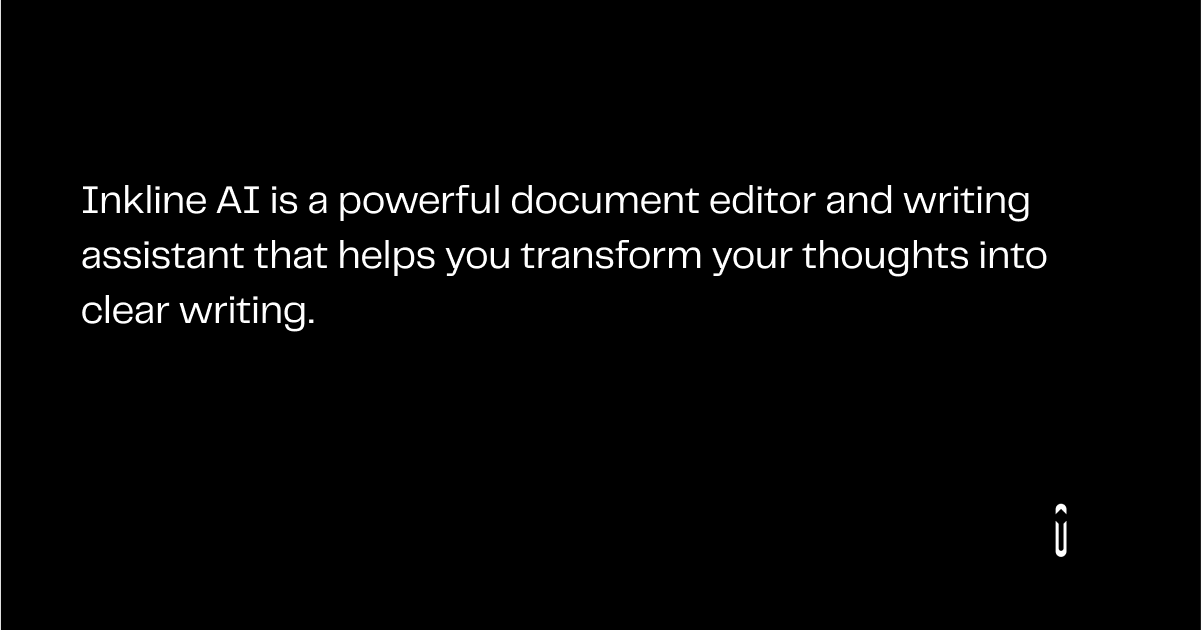 Inkline AI is a powerful document editor and writing
assistant that helps you transform your thoughts into
clear writing.